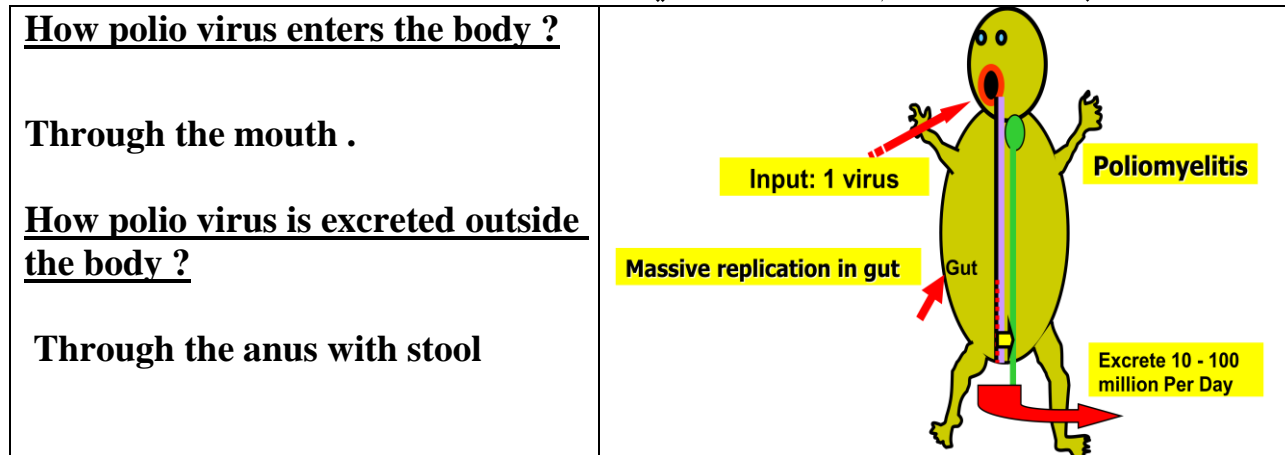 How polio virus enters the body ?
Through the mouth .
How polio virus is excreted outside
the body ?
Through the anus with stool
Input: 1 virus
Poliomyelitis
Massive replication in gut
Gut
Excrete 10 - 100
million Per Day